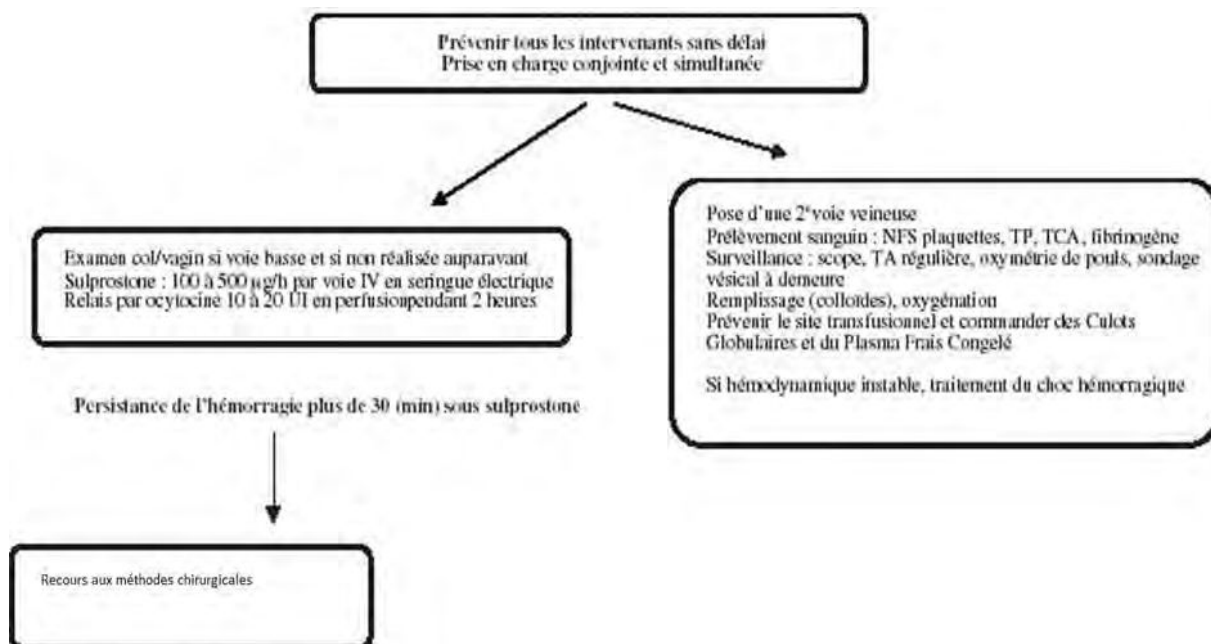 Prévenir tous les intervenants sans délai
Prise en charge conjointe et simultanée
Examen col/vagin si voie basse et si non réalisée auparavant
Sulprostone : 100 à 500 µg/h par voie IV en seringue électrique
Relais par ocytocine 10 à 20 UI en perfusionpendant 2 heures
Pose d'une 2e voie veineuse
Prélèvement sanguin : NFS plaquettes, TP, TCA, fibrinogène
Surveillance : scope, TA régulière, oxymétrie de pouls, sondage
vésical à demeure
Remplissage (colloïdes), oxygénation
Prévenir le site transfusionnel et commander des Culots
Globulaires et du Plasma Frais Congelé
Si hémodynamique instable, traitement du choc hémorragique
Persistance de l'hémorragie plus de 30 (min) sous sulprostone
Recours aux méthodes chirurgicales